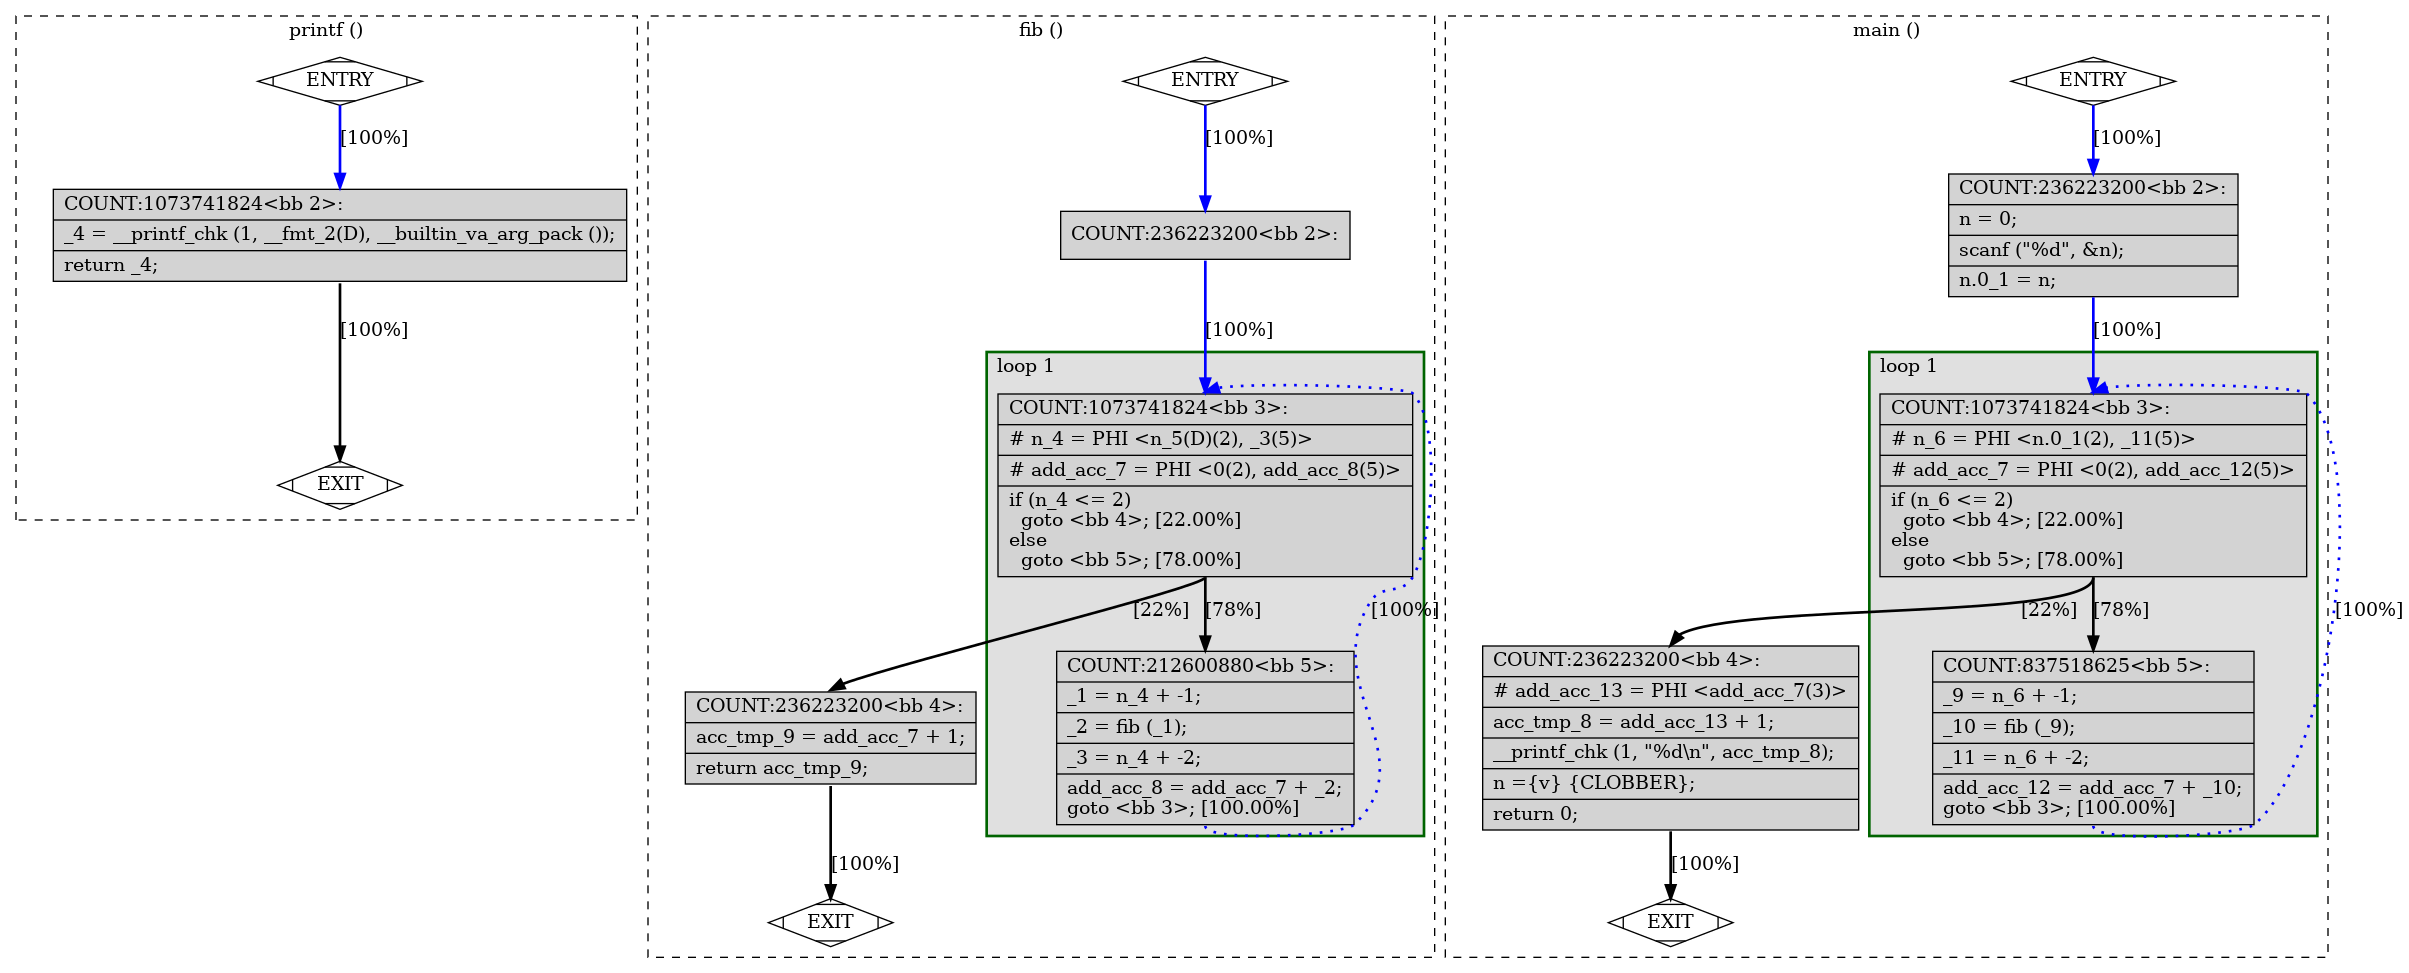 printf ()
ENTRY
[100%]
COUNT:1073741824<bb 2>:
_4 = __printf_chk (1, __fmt_2(D), __builtin_va_arg_pack ());
return _4;
[100%]
EXIT
fib ()
ENTRY
[100%]
COUNT:236223200<bb 2>:
[100%]
loop 1
COUNT:1073741824<bb 3>:
# n_4 = PHI <n_5(D)(2), _3(5)>
# add_acc_7 = PHI <0(2), add_acc_8(5)>
if (n_4 <= 2)
goto <bb 4>; [22.00%]
else
goto <bb 5>; [78.00%]
[22%]
[78%]
[100%]
COUNT:236223200<bb 4>:
acc_tmp_9 = add_acc_7 + 1;
return acc_tmp_9;
COUNT:212600880<bb 5>:
_1 = n_4 + -1;
_2 = fib (_1);
_3 = n_4 + -2;
add_acc_8 = add_acc_7 + _2;
goto <bb 3>; [100.00%]
[100%]
EXIT
main ()
ENTRY
[100%]
COUNT:236223200<bb 2>:
n = 0;
scanf ("%d", &n);
n.0_1 = n;
[100%]
loop 1
COUNT:1073741824<bb 3>:
# n_6 = PHI <n.0_1(2), _11(5)>
# add_acc_7 = PHI <0(2), add_acc_12(5)>
if (n_6 <= 2)
goto <bb 4>; [22.00%]
else
goto <bb 5>; [78.00%]
[22%]
[78%]
[100%]
COUNT:236223200<bb 4>:
# add_acc_13 = PHI <add_acc_7(3)>
acc_tmp_8 = add_acc_13 + 1;
__printf_chk (1, "%d\n", acc_tmp_8);
n ={v} {CLOBBER};
return 0;
COUNT:837518625<bb 5>:
_9 = n_6 + -1;
_10 = fib (_9);
_11 = n_6 + -2;
add_acc_12 = add_acc_7 + _10;
goto <bb 3>; [100.00%]
[100%]
EXIT